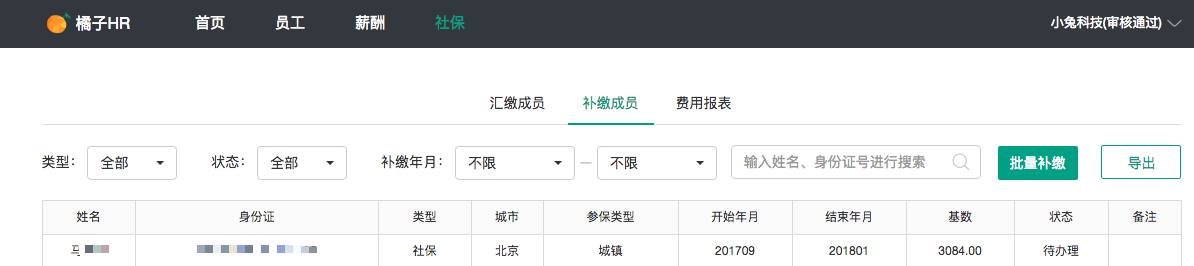 橘子HR 首页 员工 薪酬 社保 小兔科技(审核通过)
汇缴成员 补缴成员 费用报表
类型: 全部 状态: 全部 补缴年月: 不限 — 不限 输入姓名、身份证号进行搜索 批量补缴 导出
姓名 身份证 类型 城市 参保类型 开始年月 结束年月 基数 状态 备注
社保 北京 城镇 201709 201801 3084.00 待办理